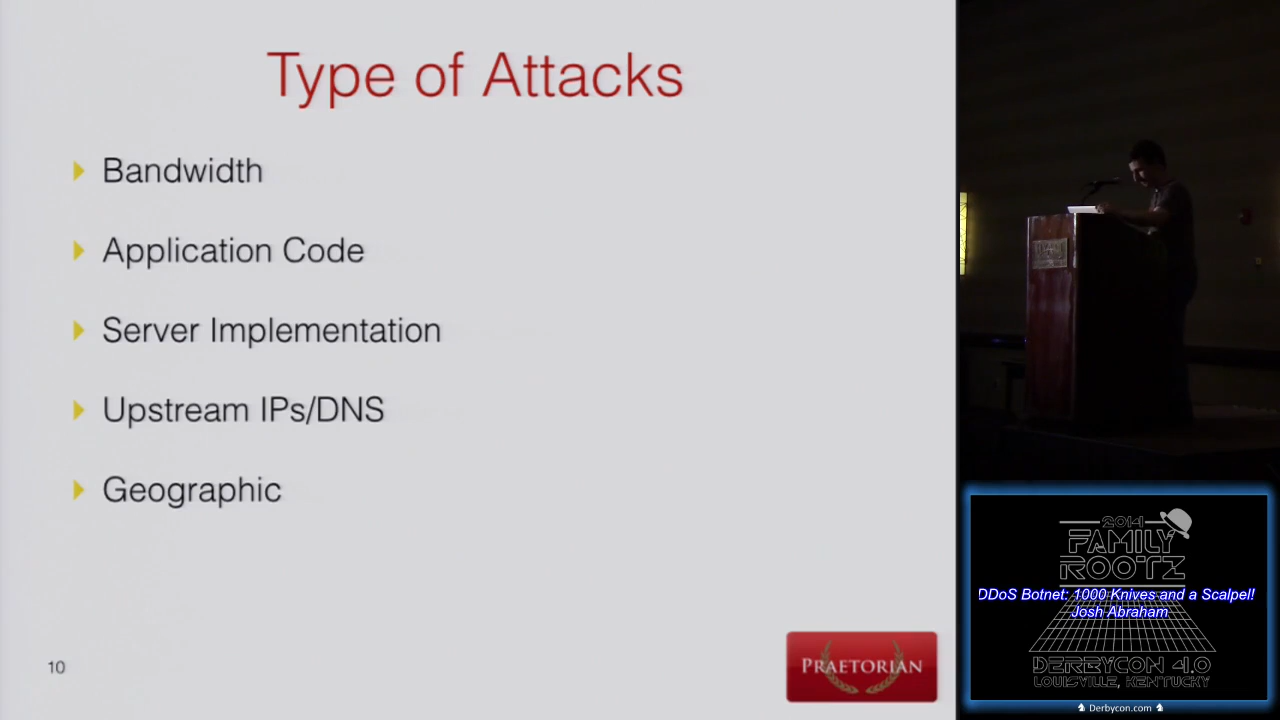 Type of Attacks
Bandwidth
Application Code
Server Implementation
Upstream IPs/DNS
Geographic
10
PRAETORIAN
2014
FAMILY
ROOTZ
DDoS Botnet: 1000 Knives and a Scalpel!
Josh Abraham
DERBYCON 4.0
LOUISVILLE, KENTUCKY
Derbycon.com